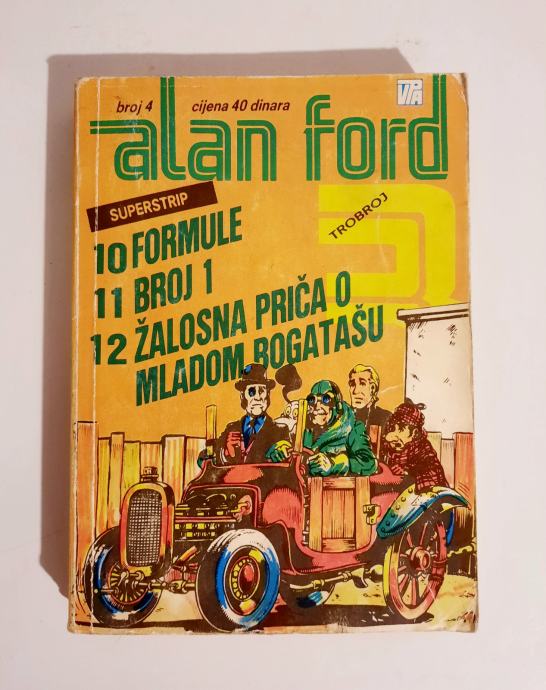 broj 4 cijena 40 dinara
VPA
alan ford
SUPERSTRIP
3
TROBROJ
10 FORMULE
11 BROJ 1
12 ŽALOSNA PRIČA O
MLADOM BOGATAŠU